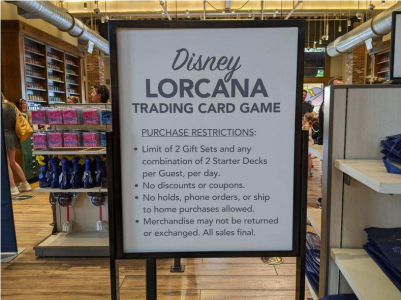 Disney
LORCANA
TRADING CARD GAME
PURCHASE RESTRICTIONS:
• Limit of 2 Gift Sets and any
combination of 2 Starter Decks
per Guest, per day.
• No discounts or coupons.
• No holds, phone orders, or ship
to home purchases allowed.
• Merchandise may not be returned
or exchanged. All sales final.